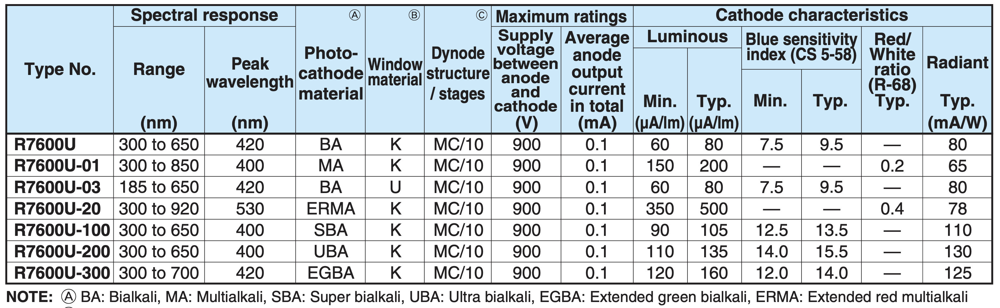 Type No. Spectral response Ⓐ Photo-cathode material Ⓑ Window material Ⓒ Dynode structure / stages Maximum ratings Cathode characteristics
Range (nm) Peak wavelength (nm) Supply voltage between anode and cathode (V) Average anode output current in total (mA) Luminous Blue sensitivity index (CS 5-58) Red/White ratio (R-68) Typ. Radiant Typ. (mA/W)
Min. (µA/lm) Typ. (µA/lm) Min. Typ.
R7600U 300 to 650 420 BA K MC/10 900 0.1 60 80 7.5 9.5 — 80
R7600U-01 300 to 850 400 MA K MC/10 900 0.1 150 200 — — 0.2 65
R7600U-03 185 to 650 420 BA U MC/10 900 0.1 60 80 7.5 9.5 — 80
R7600U-20 300 to 920 530 ERMA K MC/10 900 0.1 350 500 — — 0.4 78
R7600U-100 300 to 650 400 SBA K MC/10 900 0.1 90 105 12.5 13.5 — 110
R7600U-200 300 to 650 400 UBA K MC/10 900 0.1 110 135 14.0 15.5 — 130
R7600U-300 300 to 700 420 EGBA K MC/10 900 0.1 120 160 12.0 14.0 — 125
NOTE: Ⓐ BA: Bialkali, MA: Multialkali, SBA: Super bialkali, UBA: Ultra bialkali, EGBA: Extended green bialkali, ERMA: Extended red multialkali